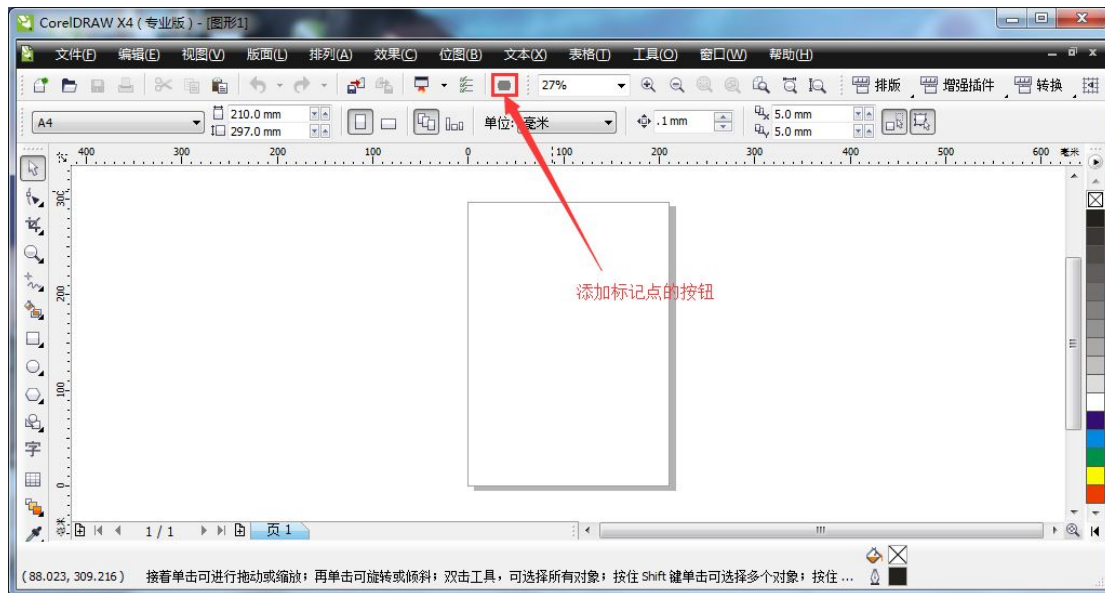 CorelDRAW X4 ( 专业版 ) - [图形1]
文件(F) 编辑(E) 视图(V) 版面(L) 排列(A) 效果(C) 位图(B) 文本(X) 表格(T) 工具(O) 窗口(W) 帮助(H)
27% 排版 增强插件 转换
A4 210.0 mm 297.0 mm 单位: 毫米 .1 mm 5.0 mm 5.0 mm
400 300 200 100 0 100 200 300 400 500 600 毫米
300
200
添加标记点的按钮
100
0
1 / 1 页 1
( 88.023, 309.216 ) 接着单击可进行拖动或缩放；再单击可旋转或倾斜；双击工具，可选择所有对象；按住 Shift 键单击可选择多个对象；按住 ...
字